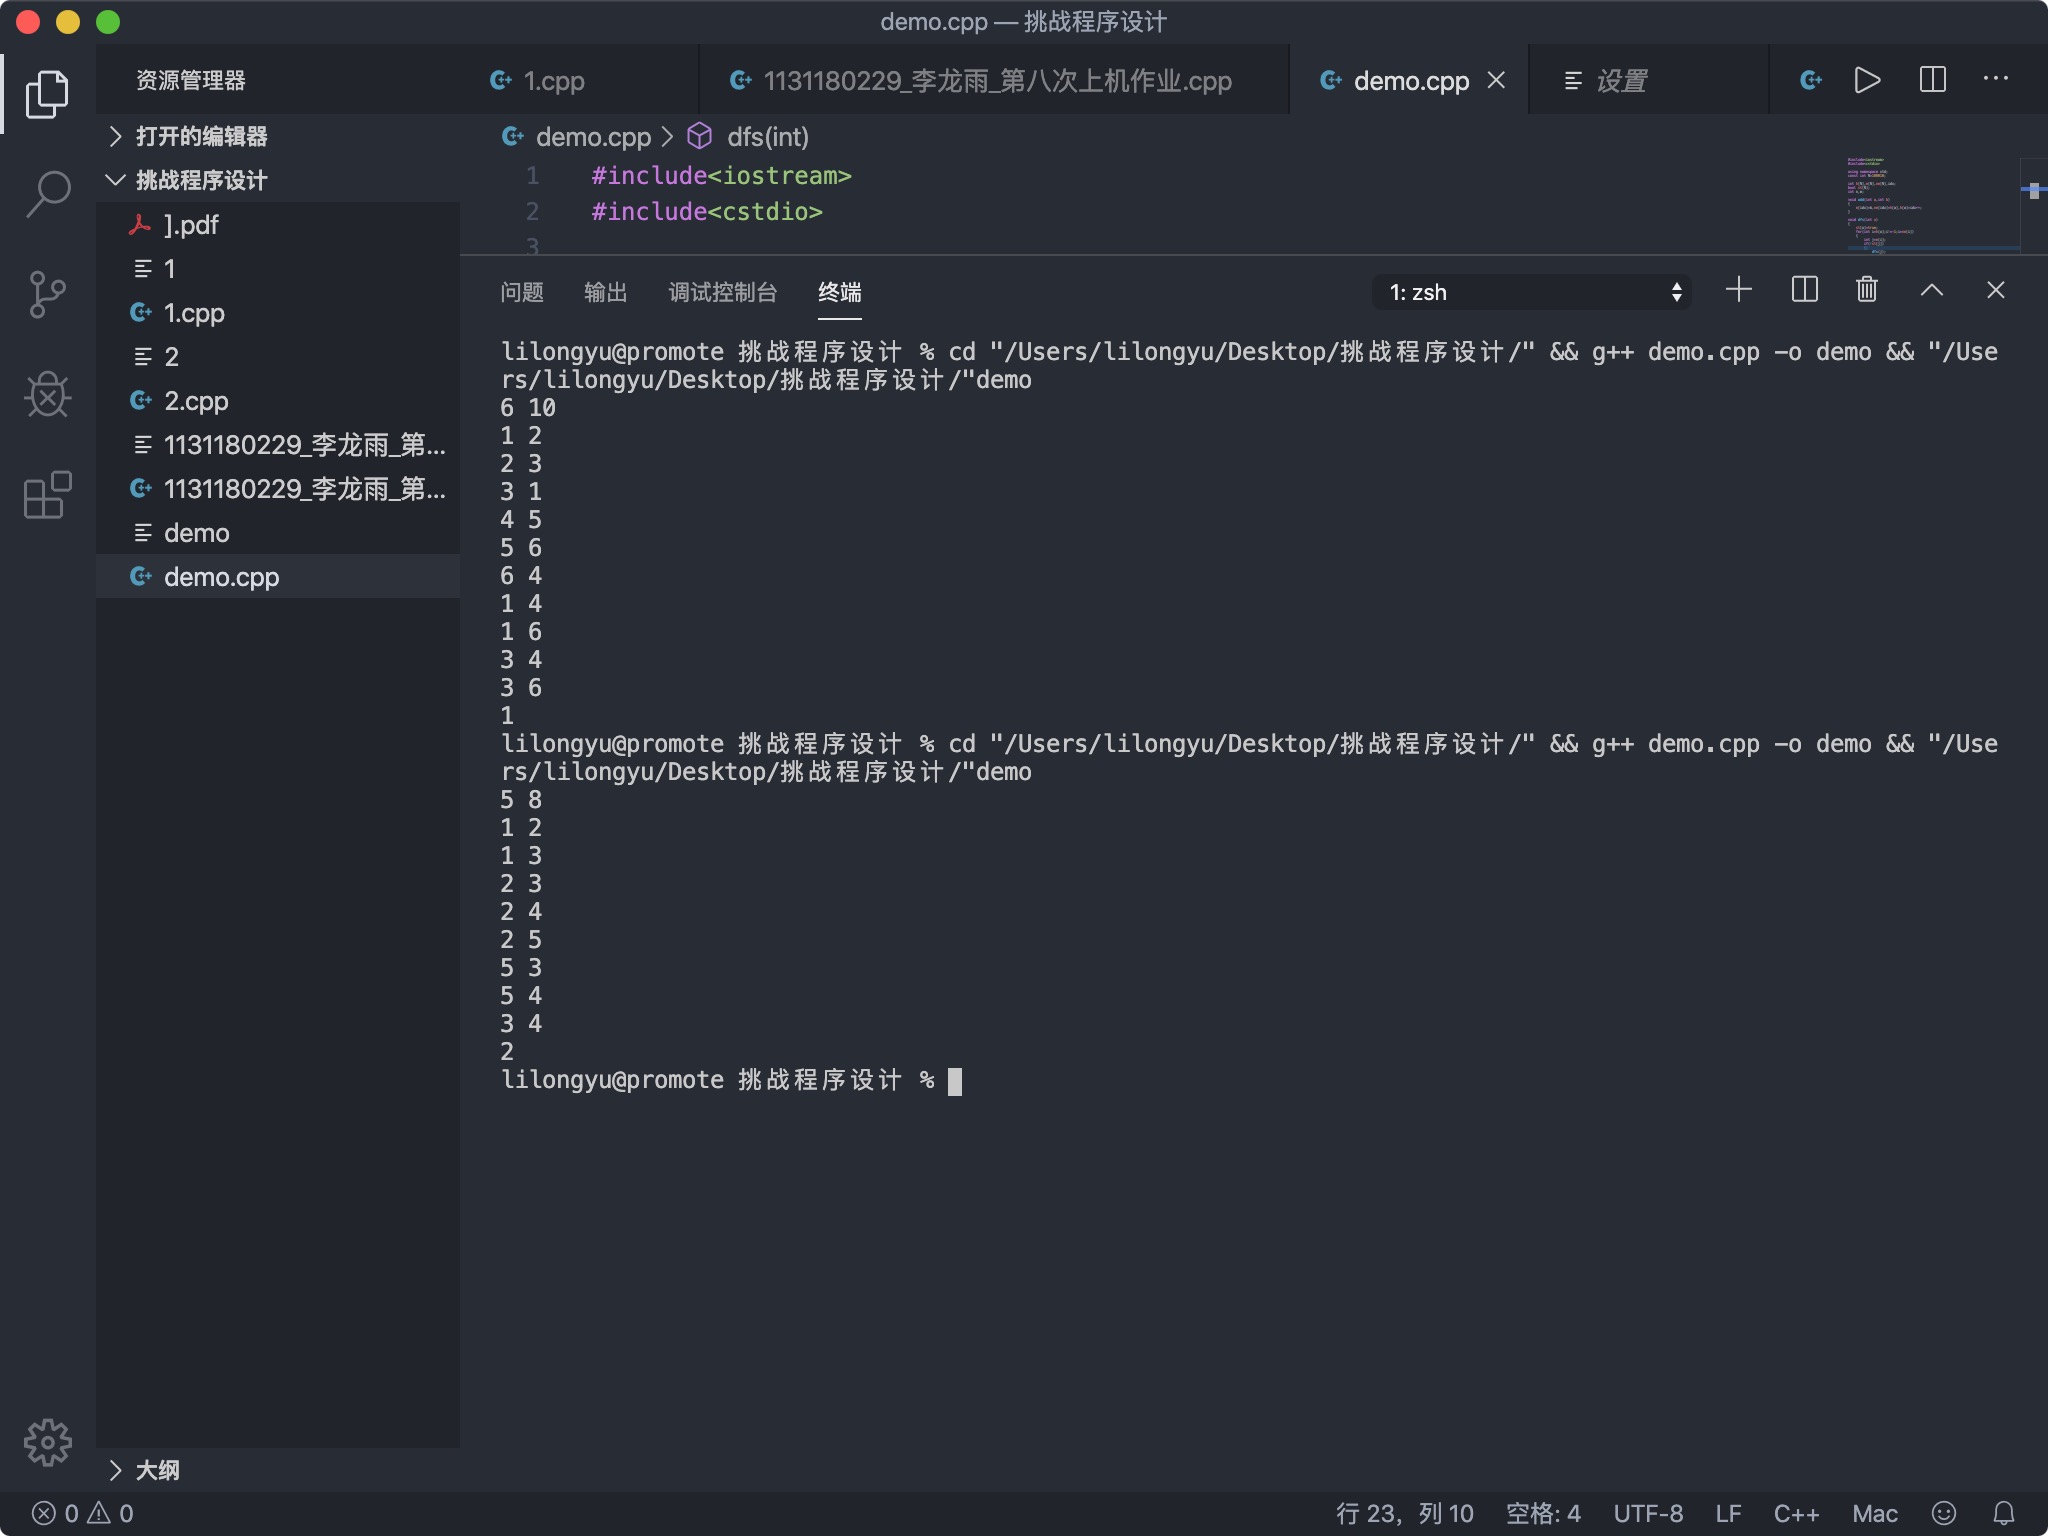 demo.cpp — 挑战程序设计
资源管理器
1.cpp
1131180229_李龙雨_第八次上机作业.cpp
demo.cpp
设置
打开的编辑器
挑战程序设计
].pdf
1
1.cpp
2
2.cpp
1131180229_李龙雨_第...
1131180229_李龙雨_第...
demo
demo.cpp
大纲
demo.cpp > dfs(int)
1 #include<iostream>
2 #include<cstdio>
3
问题 输出 调试控制台 终端
1: zsh
lilongyu@promote 挑战程序设计 % cd "/Users/lilongyu/Desktop/挑战程序设计/" && g++ demo.cpp -o demo && "/Use
rs/lilongyu/Desktop/挑战程序设计/"demo
6 10
1 2
2 3
3 1
4 5
5 6
6 4
1 4
1 6
3 4
3 6
1
lilongyu@promote 挑战程序设计 % cd "/Users/lilongyu/Desktop/挑战程序设计/" && g++ demo.cpp -o demo && "/Use
rs/lilongyu/Desktop/挑战程序设计/"demo
5 8
1 2
1 3
2 3
2 4
2 5
5 3
5 4
3 4
2
lilongyu@promote 挑战程序设计 %
0 0
行 23，列 10 空格: 4 UTF-8 LF C++ Mac